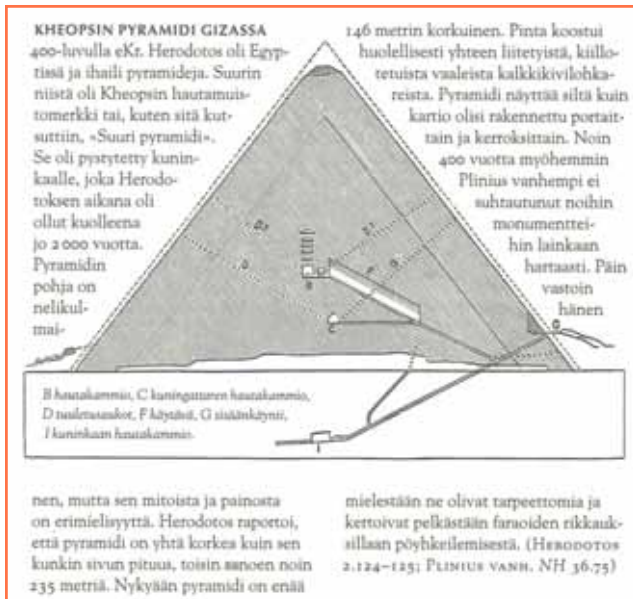 KHEOPSIN PYRAMIDI GIZASSA
400-luvulla eKr. Herodotos oli Egyp-
tissä ja ihaili pyramideja. Suurin
niistä oli Kheopsin hautamuis-
tomerkki tai, kuten sitä kut-
suttiin, »Suuri pyramidi».
Se oli pystytetty kunin-
kaalle, joka Herodo-
toksen aikana oli
ollut kuolleena
jo 2 000 vuotta.
Pyramidin
pohja on
nelikul-
mai-
nen, mutta sen mitoista ja painosta
on erimielisyyttä. Herodotos raportoi,
että pyramidi on yhtä korkea kuin sen
kunkin sivun pituus, toisin sanoen noin
235 metriä. Nykyään pyramidi on enää
146 metrin korkuinen. Pinta koostui
huolellisesti yhteen liitetyistä, kiillo-
tetuista vaaleista kalkkikivilohka-
reista. Pyramidi näyttää siltä kuin
kartio olisi rakennettu portait-
tain ja kerroksittain. Noin
400 vuotta myöhemmin
Plinius vanhempi ei
suhtautunut noihin
monumenttei-
hin lainkaan
hartaasti. Päin
vastoin
hänen
mielestään ne olivat tarpeettomia ja
kertoivat pelkästään faraoiden rikkauk-
sillaan pöyhkeilemisestä. (HERODOTOS
2.124–125; PLINIUS VANH. NH 36.75)
D
B
C
F
D
G
I
B hautakammio, C kuningattaren hautakammio,
D tuuletusaukot, F käytävä, G sisäänkäynti,
I kuninkaan hautakammio.